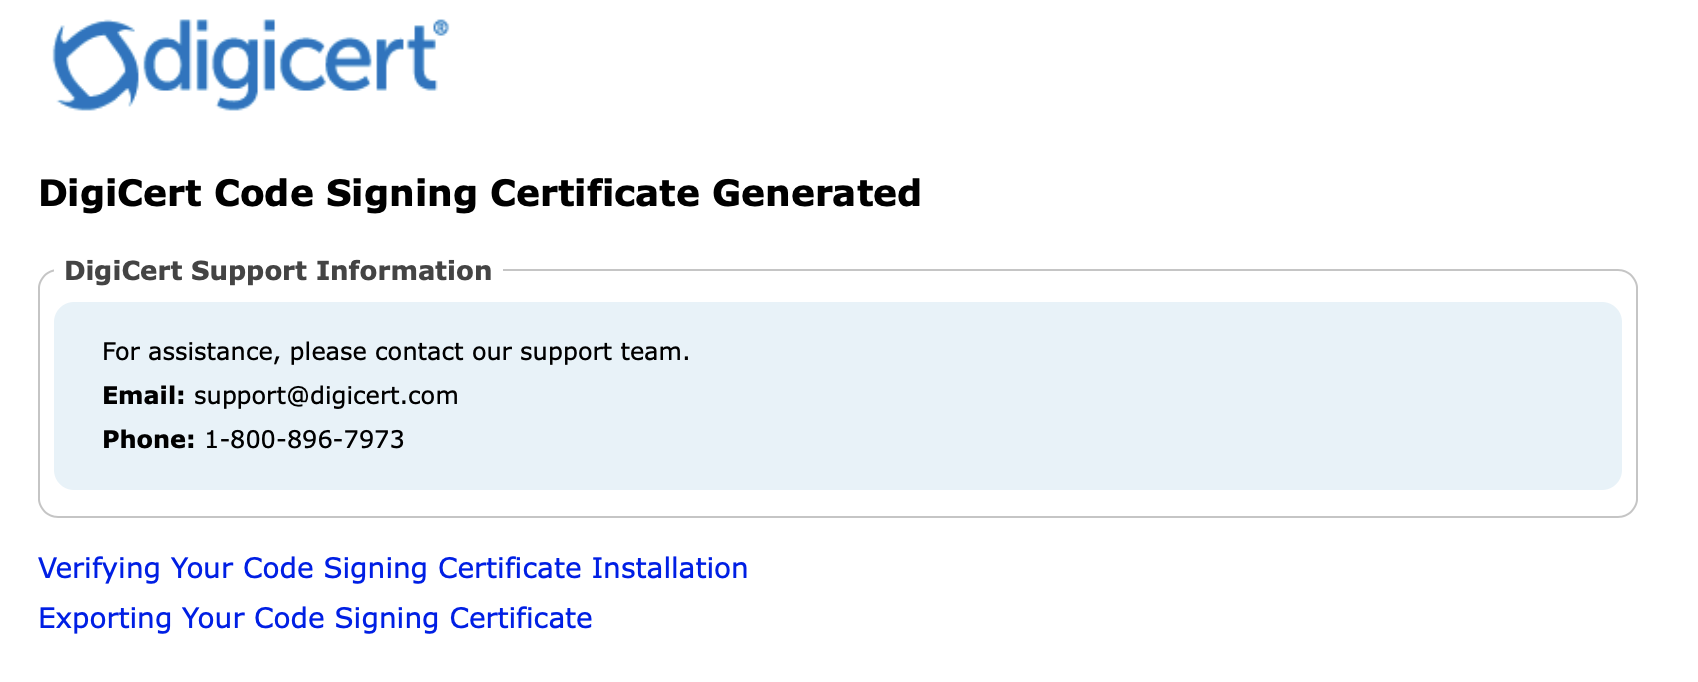 digicert®
DigiCert Code Signing Certificate Generated
DigiCert Support Information
For assistance, please contact our support team.
Email: support@digicert.com
Phone: 1-800-896-7973
Verifying Your Code Signing Certificate Installation
Exporting Your Code Signing Certificate